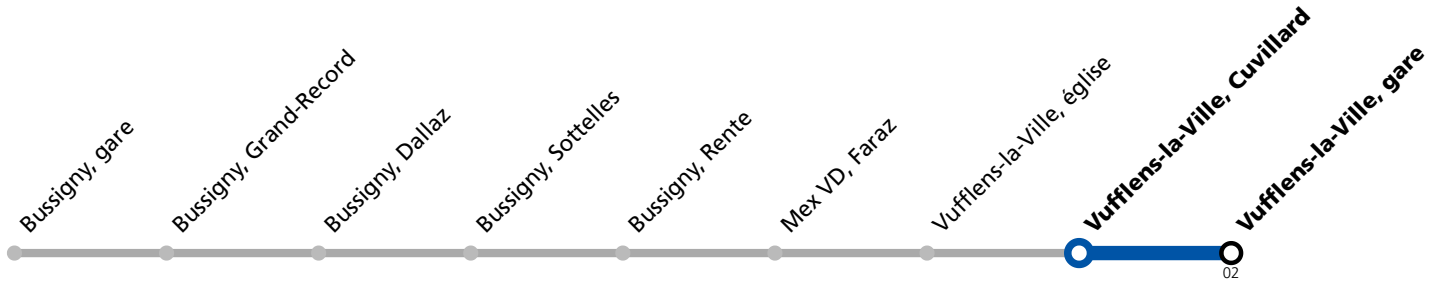 Bussigny, gare
Bussigny, Grand-Record
Bussigny, Dallaz
Bussigny, Sottelles
Bussigny, Rente
Mex VD, Faraz
Vufflens-la-Ville, église
Vufflens-la-Ville, Cuvillard
Vufflens-la-Ville, gare
02